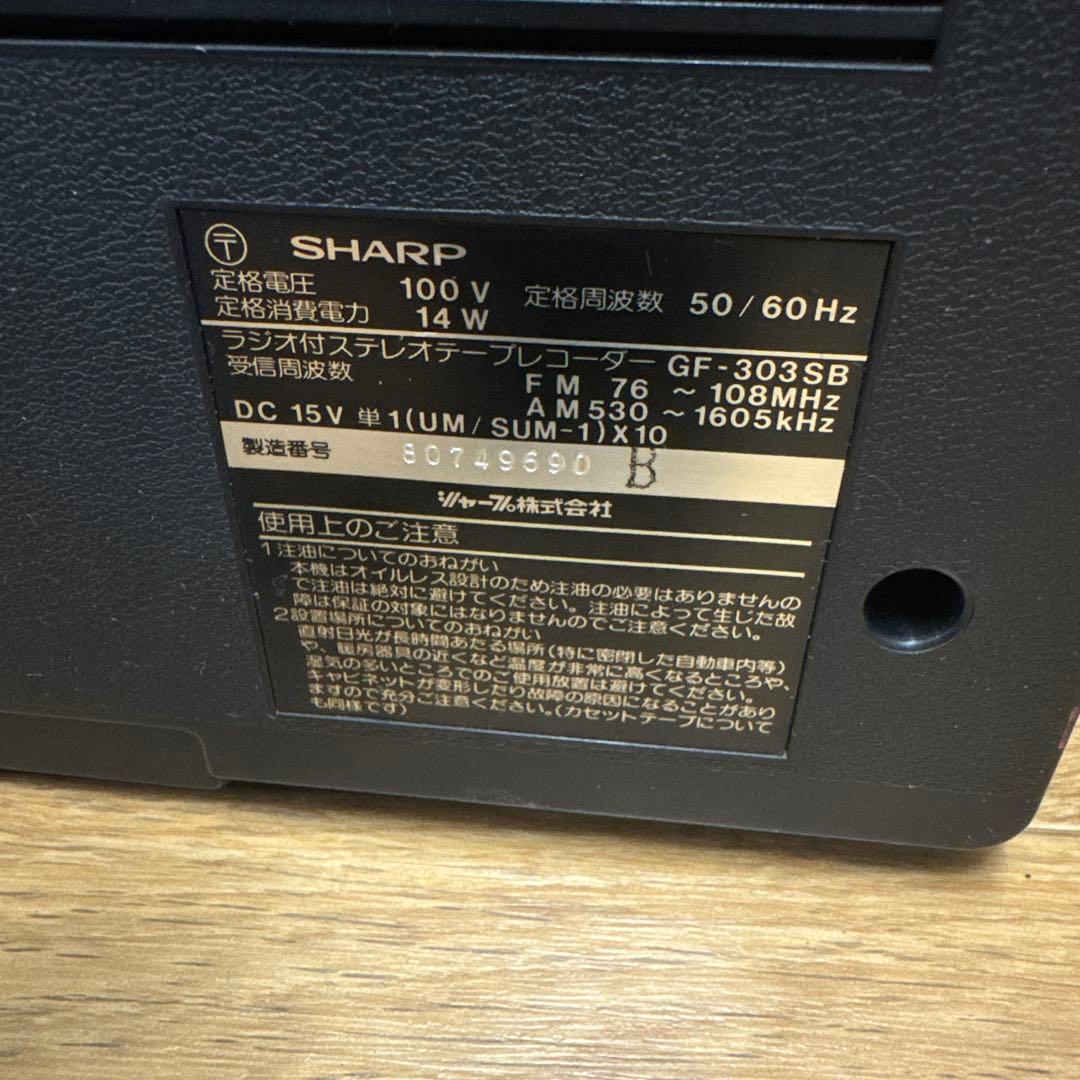 〒 SHARP
定格電圧 100V 定格周波数 50/60Hz
定格消費電力 14W
ラジオ付ステレオテープレコーダー GF-303SB
受信周波数 FM 76 ~ 108MHz
AM 530 ~ 1605kHz
DC 15V 単1(UM/SUM-1)X10
製造番号 80749690 B
シャープ株式会社
使用上のご注意
1 注油についてのおねがい
本機はオイルレス設計のため注油の必要はありませんの
で注油は絶対に避けてください。注油によって生じた故
障は保証の対象にはなりませんのでご注意ください。
2 設置場所についてのおねがい
直射日光が長時間あたる場所(特に密閉した自動車内等)
や、暖房器具の近くなど温度が非常に高くなるところや、
湿気の多いところでのご使用放置は避けてください。
キャビネットが変形したり故障の原因になることがあり
ますので充分ご注意ください。(カセットテープについて
も同様です)